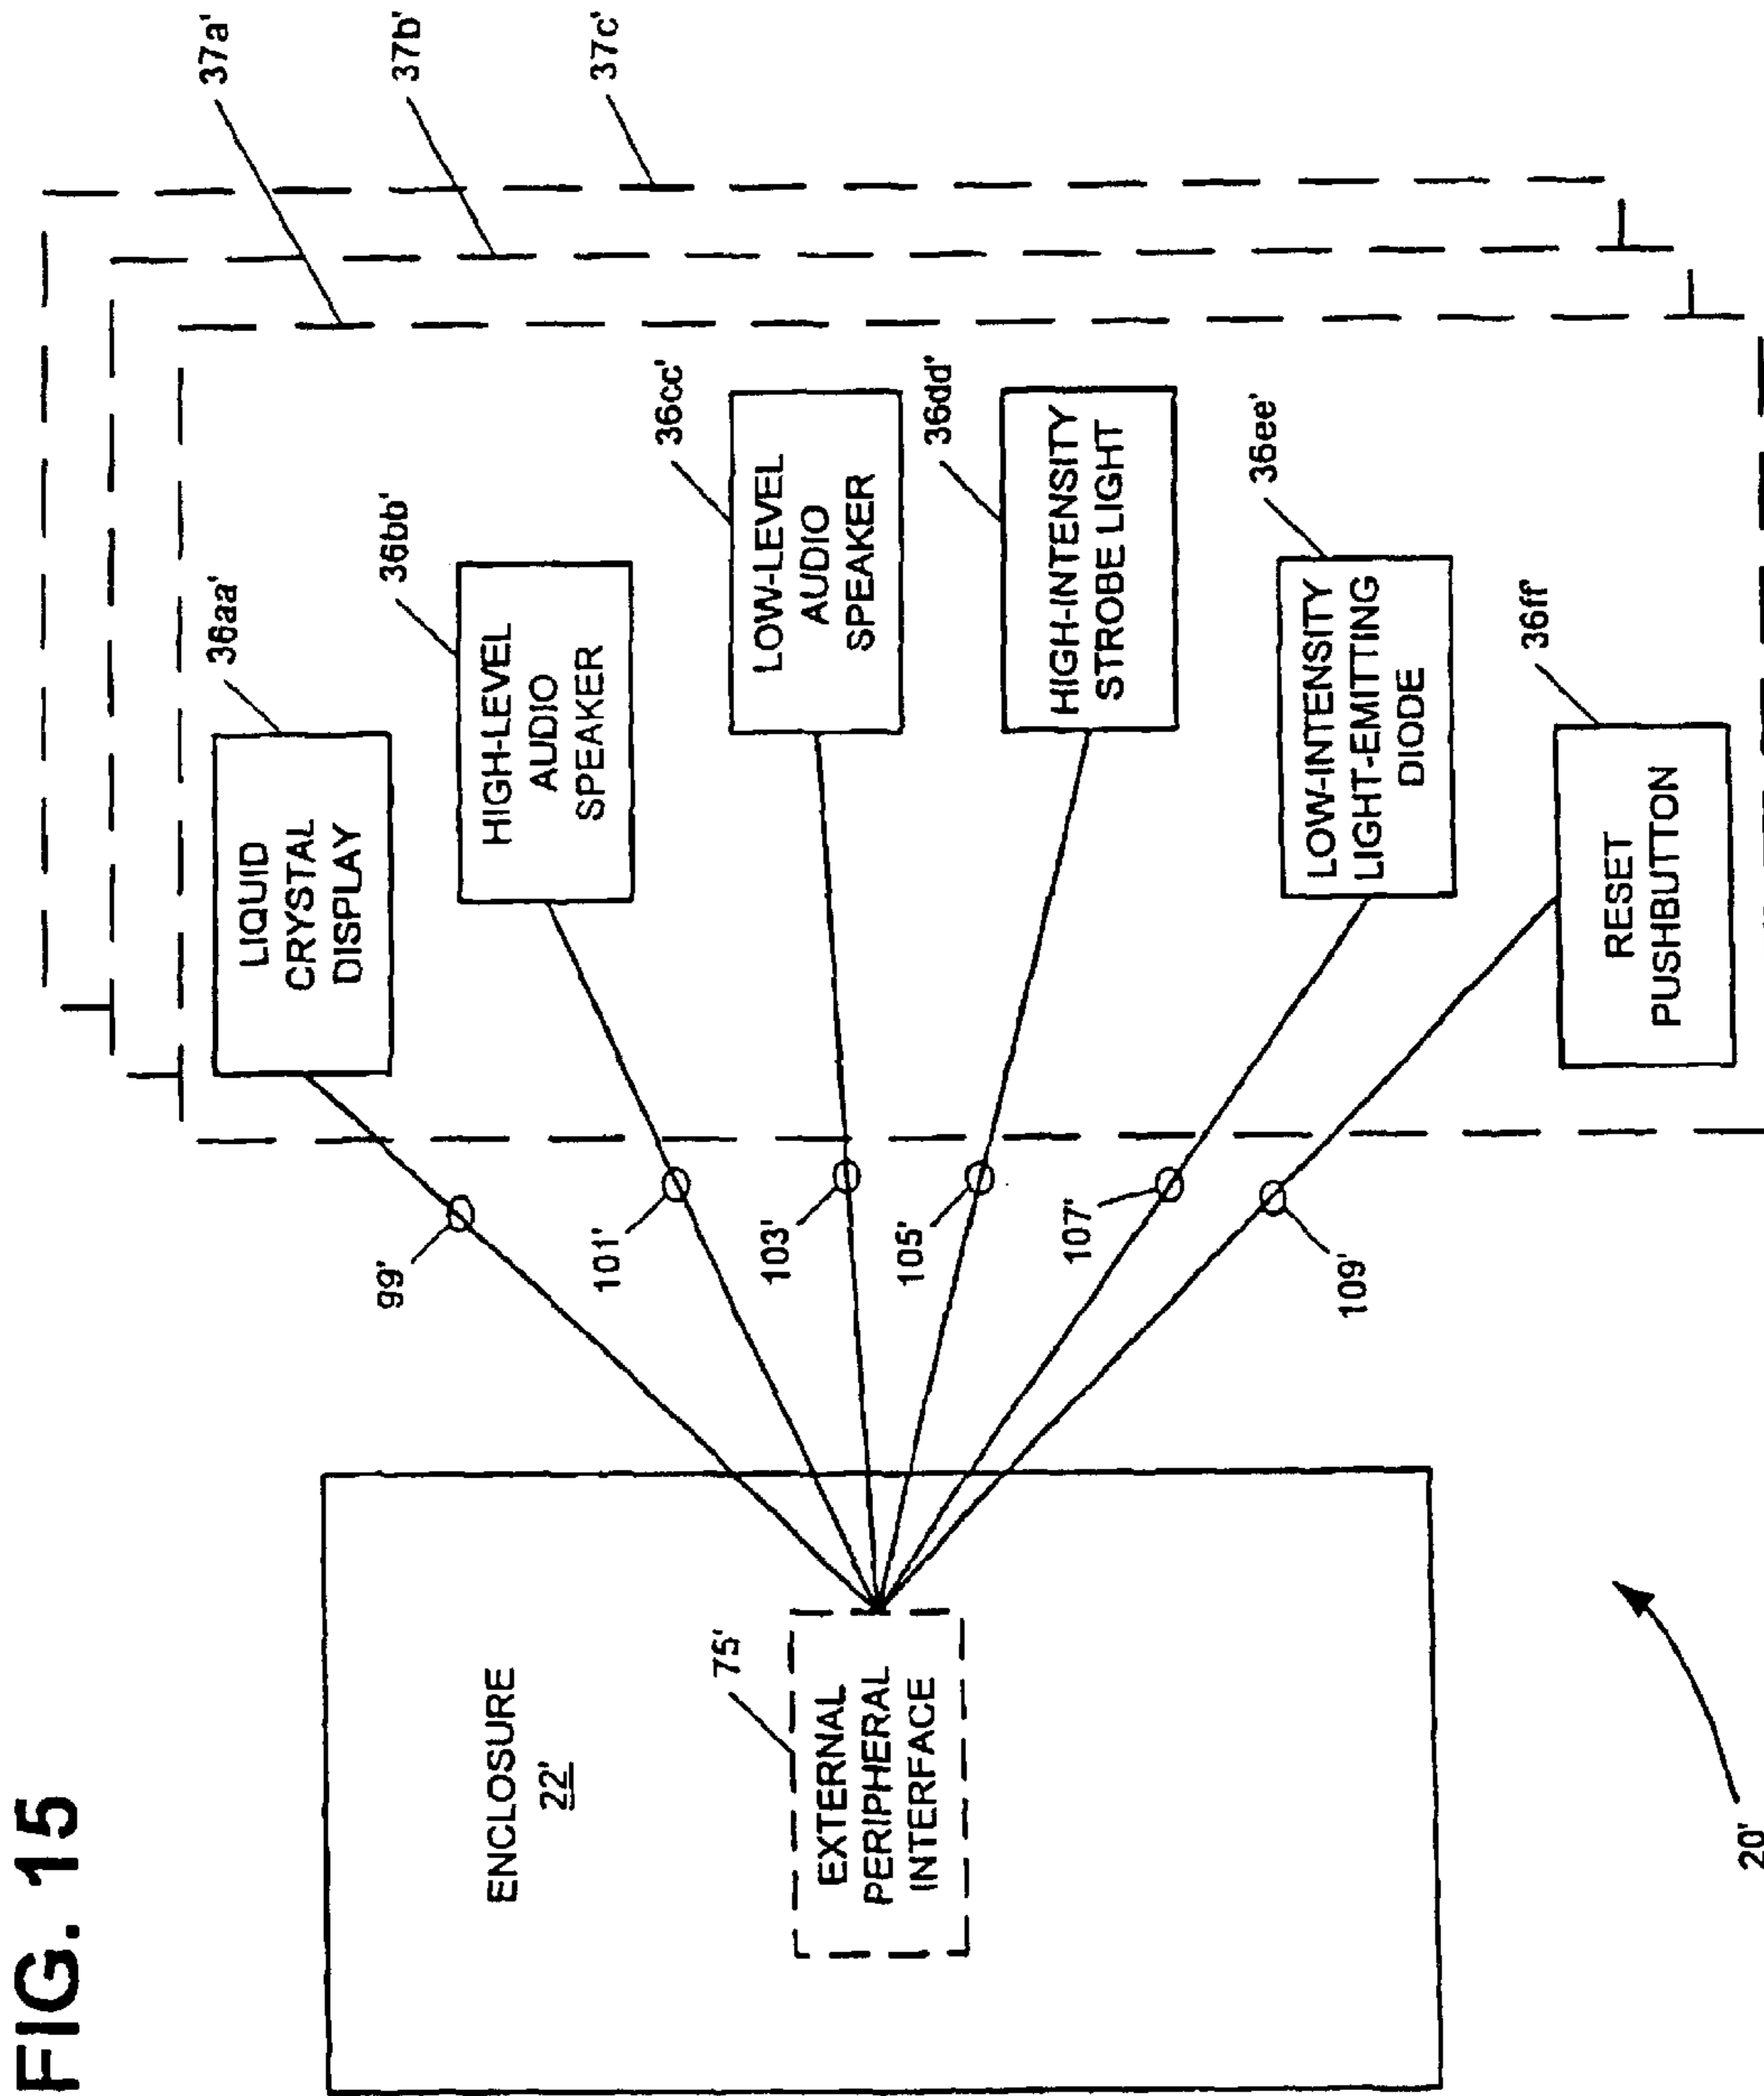 FIG. 15
ENCLOSURE
22'
75'
EXTERNAL
PERIPHERAL
INTERFACE
20'
99'
101'
103'
105'
107'
109'
LIQUID
CRYSTAL
DISPLAY
36aa'
HIGH-LEVEL
AUDIO
SPEAKER
36bb'
LOW-LEVEL
AUDIO
SPEAKER
36cc'
HIGH-INTENSITY
STROBE LIGHT
36dd'
LOW-INTENSITY
LIGHT-EMITTING
DIODE
36ee'
RESET
PUSHBUTTON
36ff'
37a'
37b'
37c'